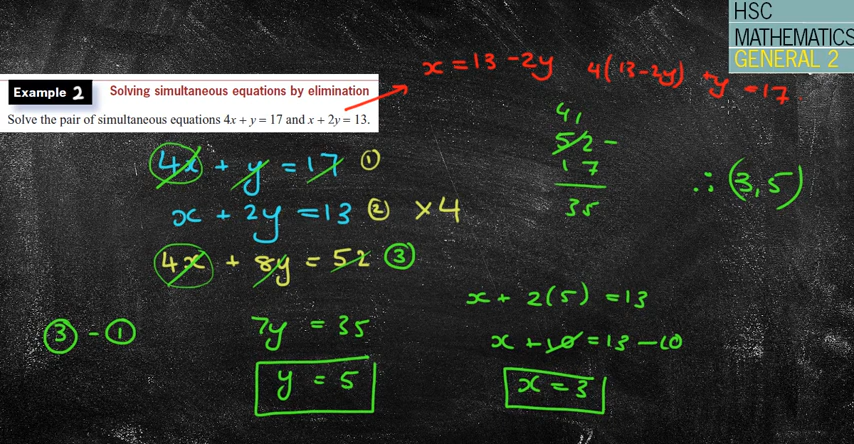 HSC
MATHEMATICS
GENERAL 2
Example 2 Solving simultaneous equations by elimination
Solve the pair of simultaneous equations 4x + y = 17 and x + 2y = 13.
x = 13 - 2y
4(13 - 2y) + y = 17
4x + y = 17 ①
x + 2y = 13 ② ×4
4x + 8y = 52 ③
③ - ①
7y = 35
y = 5
41
52 -
17
35
x + 2(5) = 13
x + 10 = 13 - 10
x = 3
∴ (3, 5)